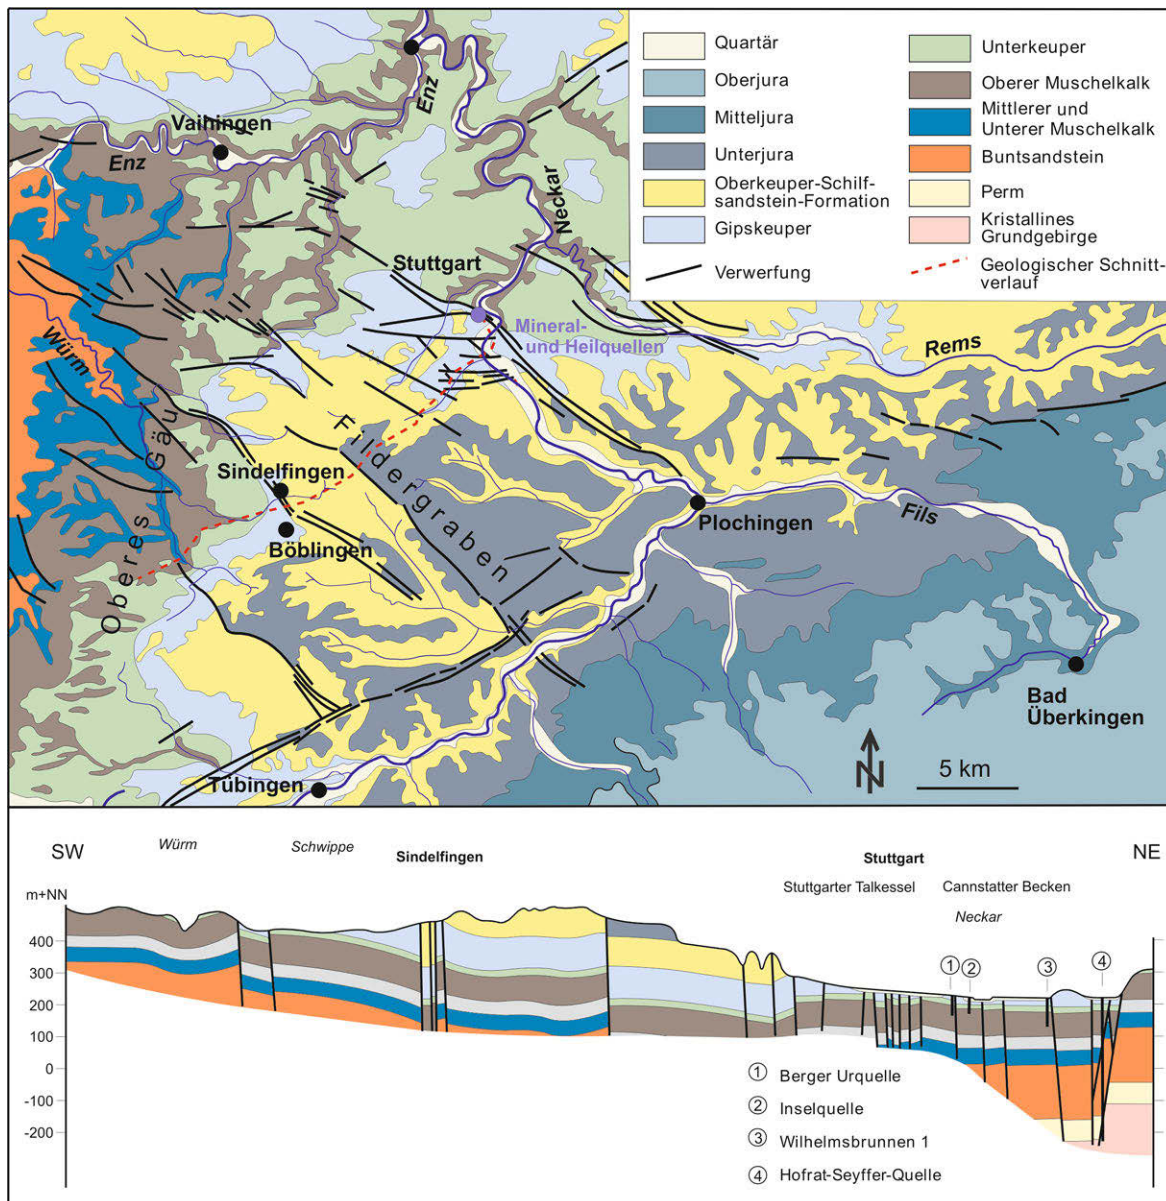 Quartär
Oberjura
Mitteljura
Unterjura
Oberkeuper-Schilf-
sandstein-Formation
Gipskeuper
Verwerfung
Unterkeuper
Oberer Muschelkalk
Mittlerer und
Unterer Muschelkalk
Buntsandstein
Perm
Kristallines
Grundgebirge
Geologischer Schnitt-
verlauf
Enz
Vaihingen
Enz
Neckar
Stuttgart
Mineral-
und Heilquellen
Würm
Rems
Oberes Gäu
Fildergraben
Sindelfingen
Böblingen
Plochingen
Fils
Bad
Überkingen
Tübingen
N
5 km
SW
Würm
Schwippe
Sindelfingen
Stuttgart
NE
Stuttgarter Talkessel
Cannstatter Becken
Neckar
m+NN
400
300
200
100
0
-100
-200
1
2
3
4
1 Berger Urquelle
2 Inselquelle
3 Wilhelmsbrunnen 1
4 Hofrat-Seyffer-Quelle